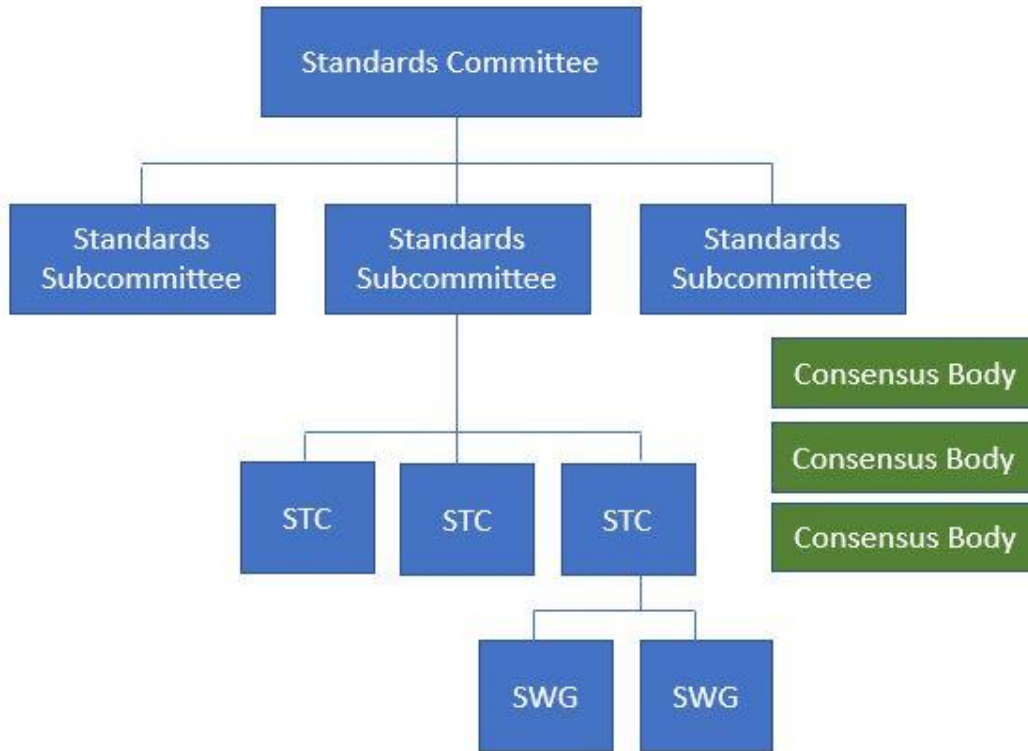 Standards Committee
Standards
Subcommittee
Standards
Subcommittee
Standards
Subcommittee
Consensus Body
Consensus Body
Consensus Body
STC
STC
STC
SWG
SWG